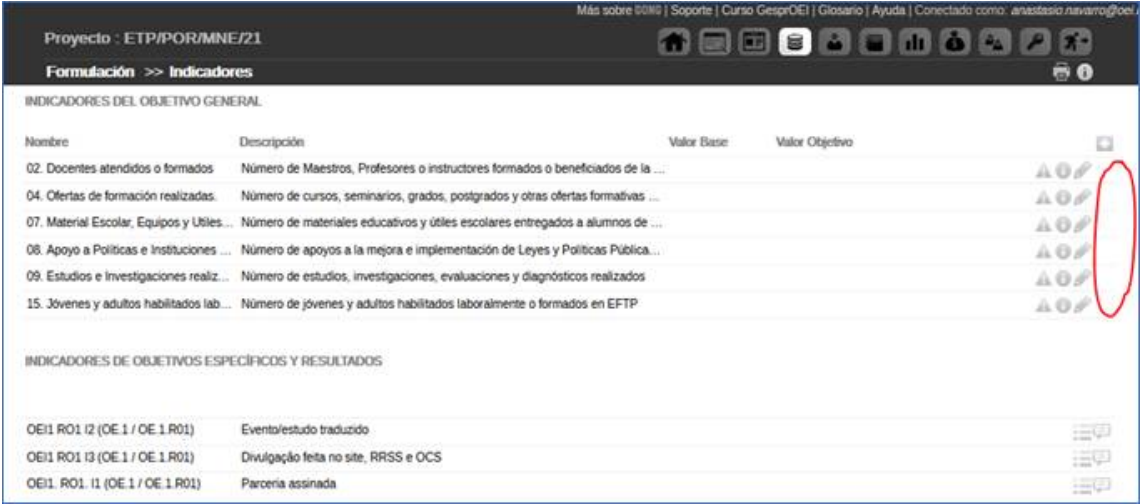 Más sobre DOMO | Soporte | Curso GesprOEI | Glosario | Ayuda | Conectado como: anastasio.navarro@oei.
Proyecto : ETP/POR/MNE/21
Formulación >> Indicadores
INDICADORES DEL OBJETIVO GENERAL
Nombre Descripción Valor Base Valor Objetivo
02. Docentes atendidos o formados Número de Maestros, Profesores o instructores formados o beneficiados de la ...
04. Ofertas de formación realizadas. Número de cursos, seminarios, grados, postgrados y otras ofertas formativas ...
07. Material Escolar, Equipos y Utiles... Número de materiales educativos y útiles escolares entregados a alumnos de ...
08. Apoyo a Políticas e Instituciones ... Número de apoyos a la mejora e implementación de Leyes y Políticas Pública...
09. Estudios e Investigaciones realiz... Número de estudios, investigaciones, evaluaciones y diagnósticos realizados
15. Jóvenes y adultos habilitados lab... Número de jóvenes y adultos habilitados laboralmente o formados en EFTP
INDICADORES DE OBJETIVOS ESPECÍFICOS Y RESULTADOS
OEI1 RO1 I2 (OE.1 / OE.1.R01) Evento/estudo traduzido
OEI1 RO1 I3 (OE.1 / OE.1.R01) Divulgação feita no site, RRSS e OCS
OEI1. RO1. I1 (OE.1 / OE.1.R01) Parceria assinada